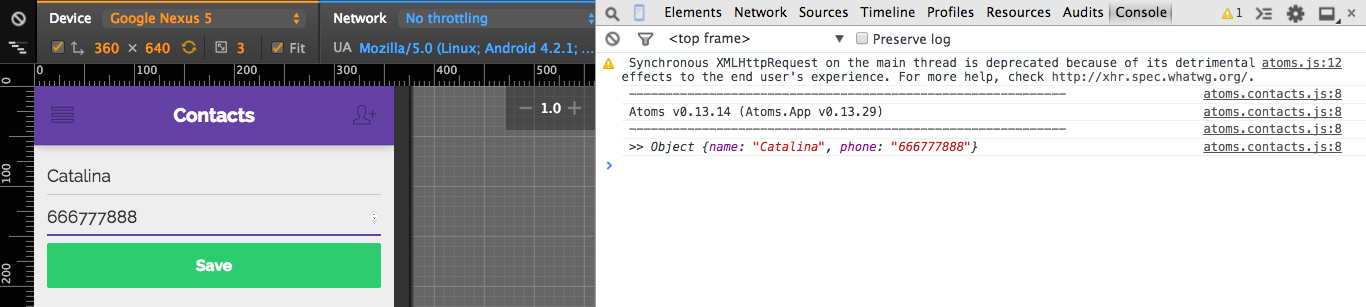 Device Google Nexus 5 Network No throttling
360 × 640 3 Fit UA Mozilla/5.0 (Linux; Android 4.2.1; ...
0 100 200 300 400 500
0
100
200
Contacts
1.0
Catalina
666777888
Save
Elements Network Sources Timeline Profiles Resources Audits Console 1
<top frame> Preserve log
Synchronous XMLHttpRequest on the main thread is deprecated because of its detrimental atoms.js:12
effects to the end user's experience. For more help, check http://xhr.spec.whatwg.org/.
------------------------------------------------------------- atoms.contacts.js:8
Atoms v0.13.14 (Atoms.App v0.13.29) atoms.contacts.js:8
------------------------------------------------------------- atoms.contacts.js:8
>> Object {name: "Catalina", phone: "666777888"} atoms.contacts.js:8